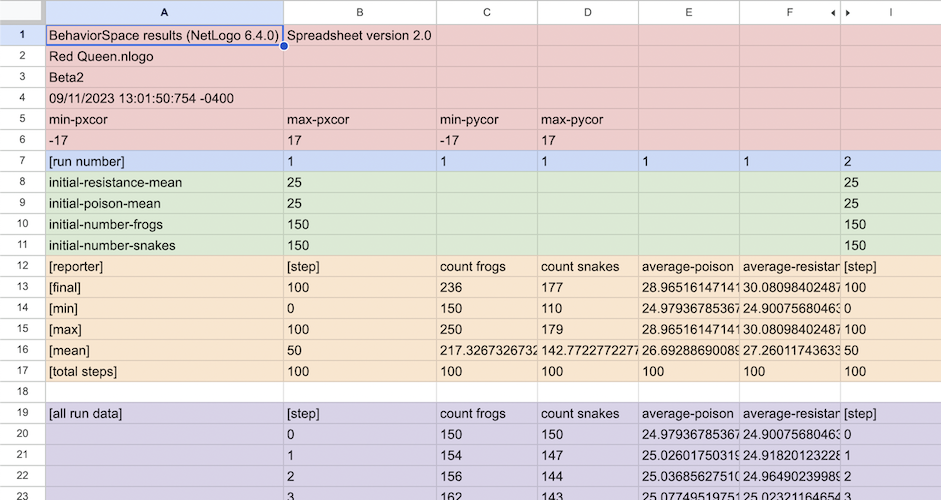 A B C D E F I
1 BehaviorSpace results (NetLogo 6.4.0) Spreadsheet version 2.0
2 Red Queen.nlogo
3 Beta2
4 09/11/2023 13:01:50:754 -0400
5 min-pxcor max-pxcor min-pycor max-pycor
6 -17 17 -17 17
7 [run number] 1 1 1 1 1 2
8 initial-resistance-mean 25 25
9 initial-poison-mean 25 25
10 initial-number-frogs 150 150
11 initial-number-snakes 150 150
12 [reporter] [step] count frogs count snakes average-poison average-resistan [step]
13 [final] 100 236 177 28.96516147141 30.08098402487 100
14 [min] 0 150 110 24.97936785367 24.90075680463 0
15 [max] 100 250 179 28.96516147141 30.08098402487 100
16 [mean] 50 217.3267326732 142.7722772277 26.69288690089 27.26011743633 50
17 [total steps] 100 100 100 100 100 100
18
19 [all run data] [step] count frogs count snakes average-poison average-resistan [step]
20 0 150 150 24.97936785367 24.90075680463 0
21 1 154 147 25.02601750319 24.91820123228 1
22 2 156 144 25.03685627510 24.96490239989 2
23 3 162 143 25.07749519751 25.02321164654 3